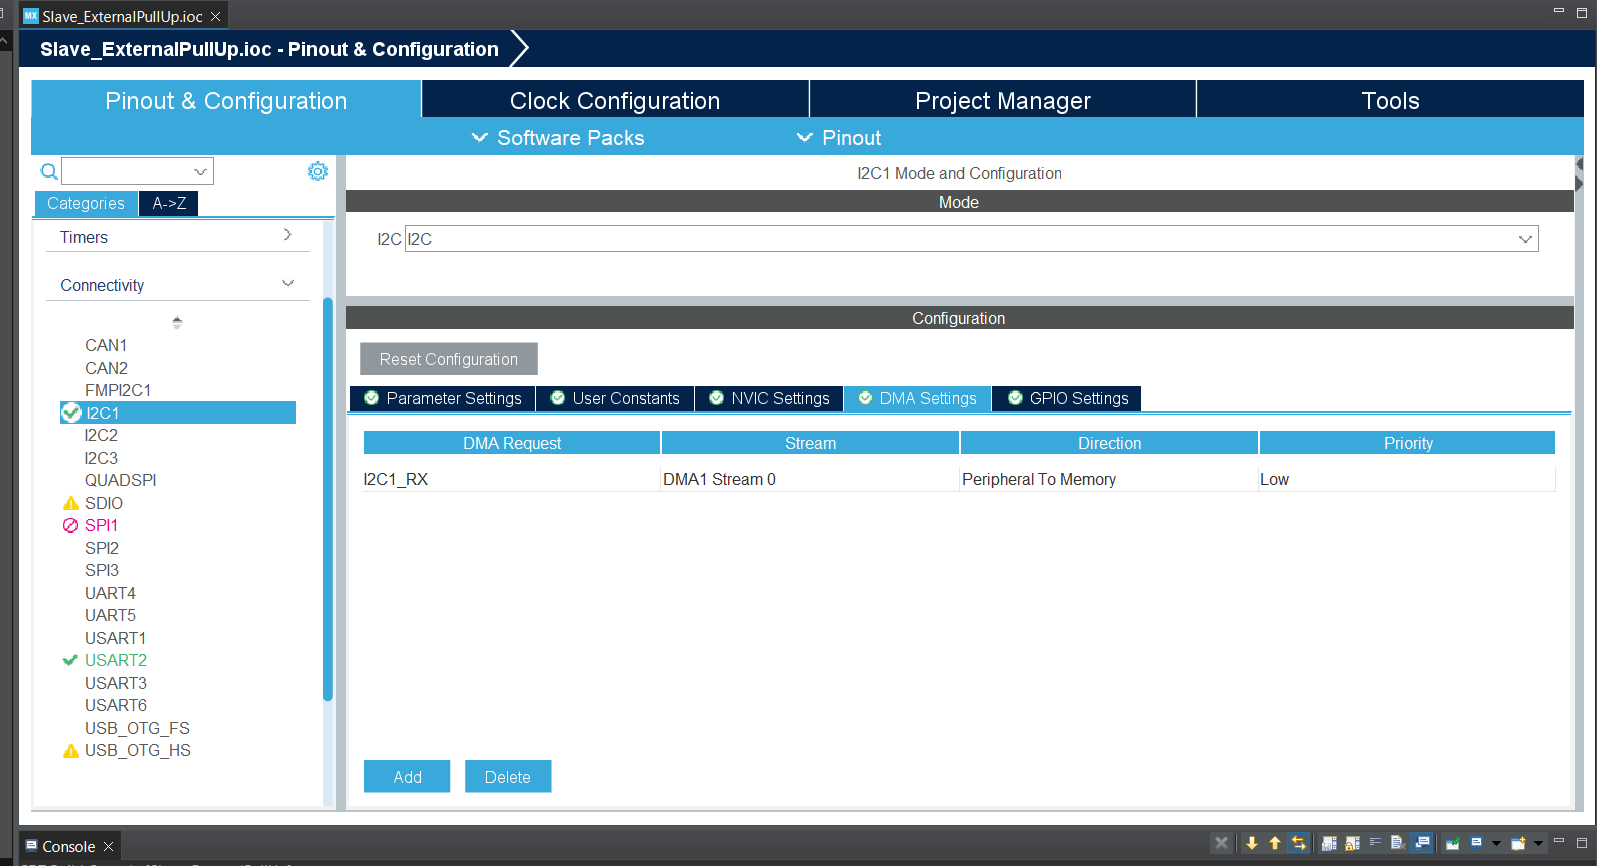 MX Slave_ExternalPullUp.ioc
Slave_ExternalPullUp.ioc - Pinout & Configuration
Pinout & Configuration
Clock Configuration
Project Manager
Tools
Software Packs
Pinout
Categories
A->Z
Timers
Connectivity
CAN1
CAN2
FMPI2C1
I2C1
I2C2
I2C3
QUADSPI
SDIO
SPI1
SPI2
SPI3
UART4
UART5
USART1
USART2
USART3
USART6
USB_OTG_FS
USB_OTG_HS
I2C1 Mode and Configuration
Mode
I2C I2C
Configuration
Reset Configuration
Parameter Settings
User Constants
NVIC Settings
DMA Settings
GPIO Settings
DMA Request Stream Direction Priority
I2C1_RX DMA1 Stream 0 Peripheral To Memory Low
Add
Delete
Console